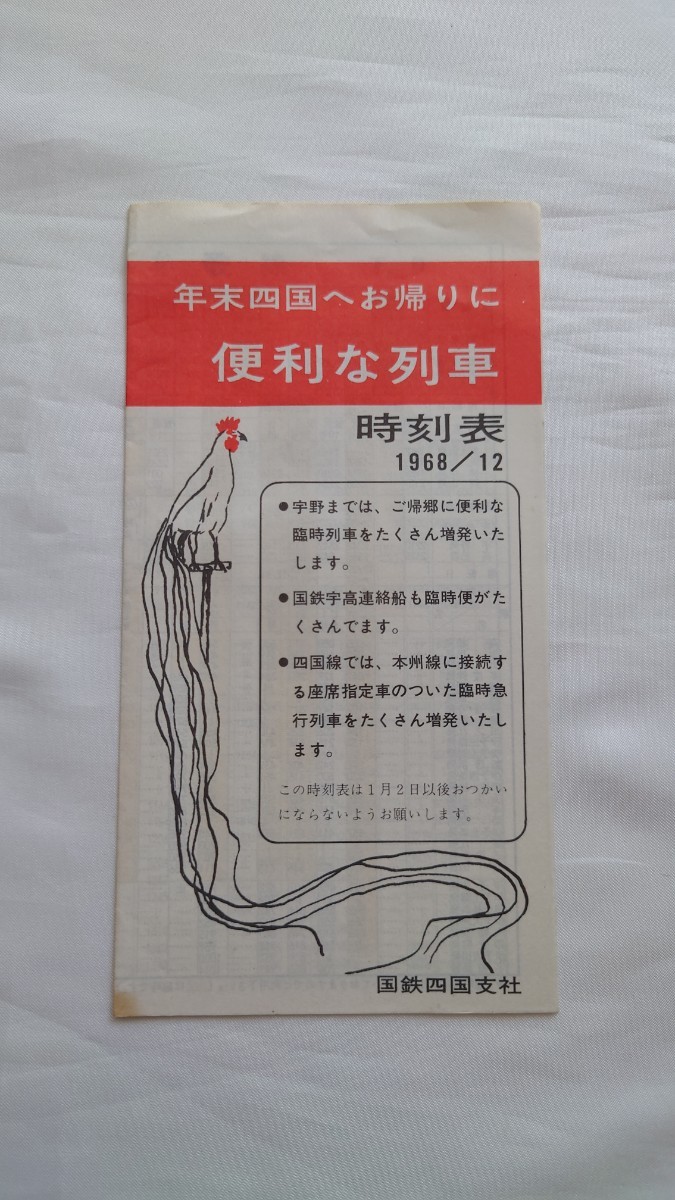 年末四国へお帰りに
便利な列車
時刻表
1968/12
●宇野までは、ご帰郷に便利な
臨時列車をたくさん増発いた
します。
●国鉄宇高連絡船も臨時便がた
くさんでます。
●四国線では、本州線に接続す
る座席指定車のついた臨時急
行列車をたくさん増発いたし
ます。
この時刻表は1月2日以後おつかい
にならないようお願いします。
国鉄四国支社